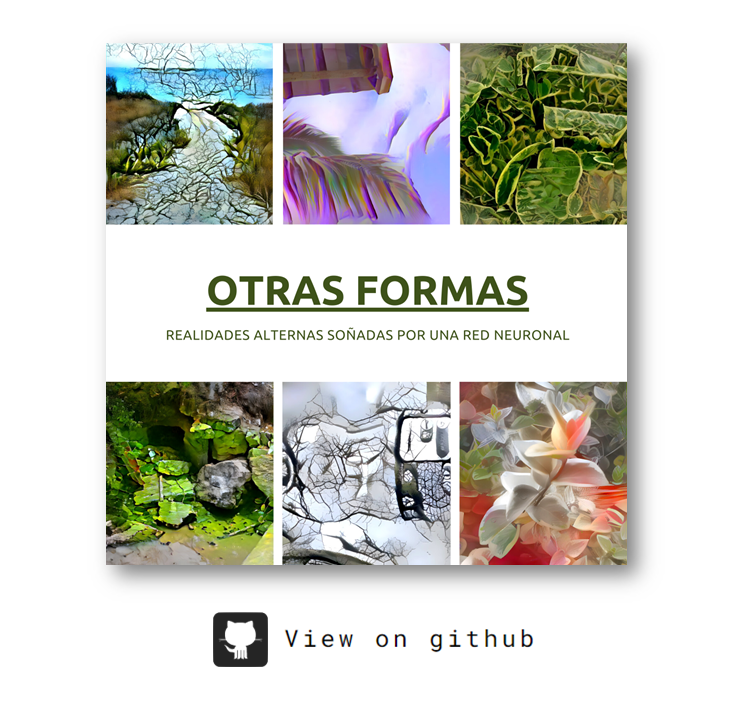 OTRAS FORMAS
REALIDADES ALTERNAS SOÑADAS POR UNA RED NEURONAL
View on github